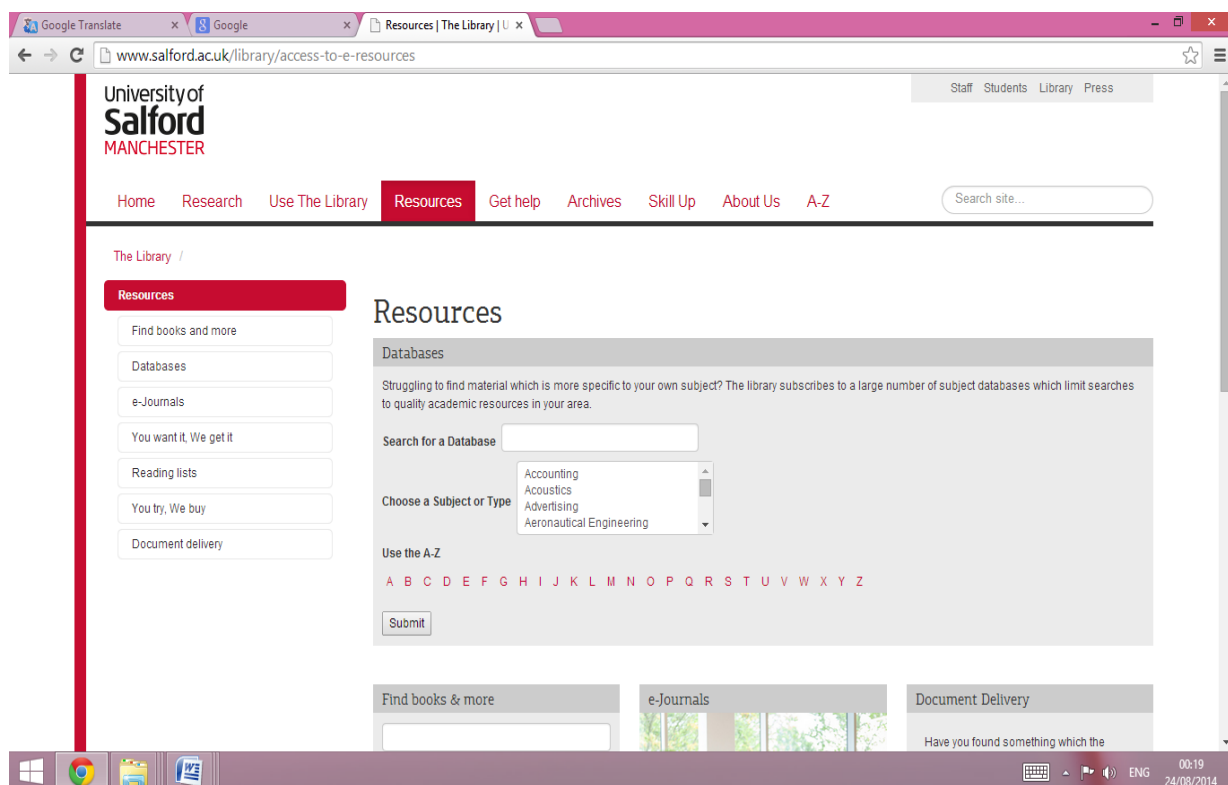 Google Translate
Google
Resources | The Library | U
www.salford.ac.uk/library/access-to-e-resources
Staff Students Library Press
University of
Salford
MANCHESTER
Home Research Use The Library Resources Get help Archives Skill Up About Us A-Z
Search site...
The Library /
Resources
Find books and more
Databases
e-Journals
You want it, We get it
Reading lists
You try, We buy
Document delivery
Resources
Databases
Struggling to find material which is more specific to your own subject? The library subscribes to a large number of subject databases which limit searches
to quality academic resources in your area.
Search for a Database
Choose a Subject or Type
Accounting
Acoustics
Advertising
Aeronautical Engineering
Use the A-Z
A B C D E F G H I J K L M N O P Q R S T U V W X Y Z
Submit
Find books & more
e-Journals
Document Delivery
Have you found something which the
ENG
00:19
24/08/2014